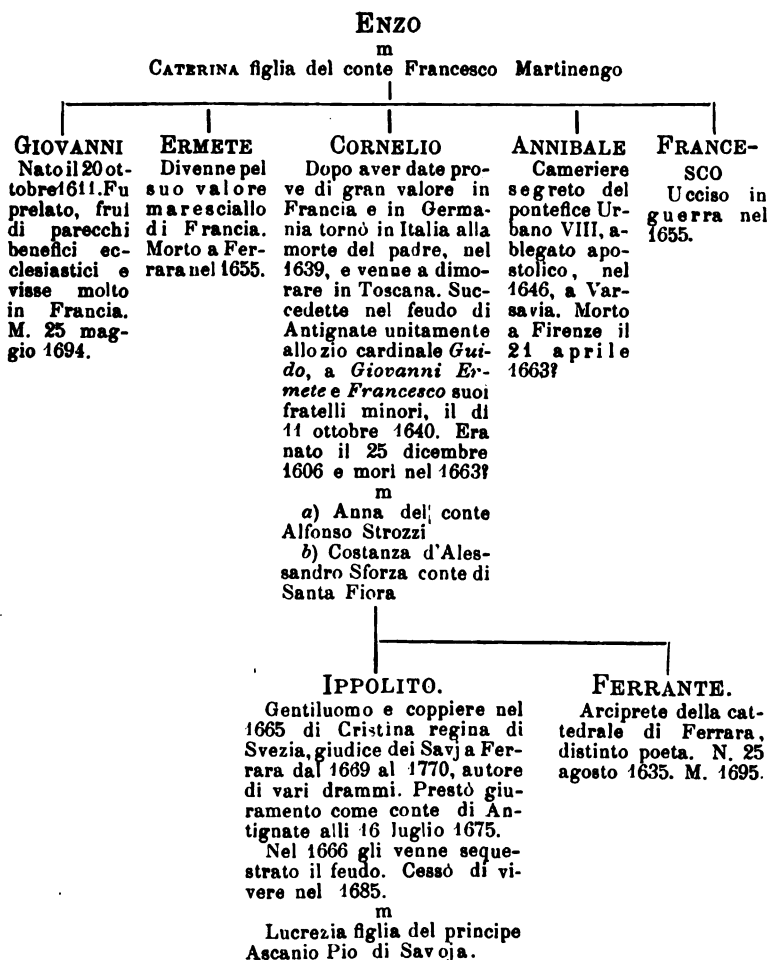 ENZO
m
CATERINA figlia del conte Francesco Martinengo
GIOVANNI
Nato il 20 ot-
tobre 1611. Fu
prelato, fruì
di parecchi
benefici ec-
clesiastici e
visse molto
in Francia.
M. 25 mag-
gio 1694.
ERMETE
Divenne pel
suo valore
maresciallo
di Francia.
Morto a Fer-
rara nel 1655.
CORNELIO
Dopo aver date pro-
ve di gran valore in
Francia e in Germa-
nia tornò in Italia alla
morte del padre, nel
1639, e venne a dimo-
rare in Toscana. Suc-
cedette nel feudo di
Antignate unitamente
allo zio cardinale Gui-
do, a Giovanni Er-
mete e Francesco suoi
fratelli minori, il dì
11 ottobre 1640. Era
nato il 25 dicembre
1606 e morì nel 1663?
m
a) Anna del conte
Alfonso Strozzi
b) Costanza d'Ales-
sandro Sforza conte di
Santa Fiora
ANNIBALE
Cameriere
segreto del
pontefice Ur-
bano VIII, a-
blegato apo-
stolico, nel
1646, a Var-
savia. Morto
a Firenze il
21 aprile
1663?
FRANCE-
SCO
Ucciso in
guerra nel
1655.
IPPOLITO.
Gentiluomo e coppiere nel
1665 di Cristina regina di
Svezia, giudice dei Savj a Fer-
rara dal 1669 al 1770, autore
di vari drammi. Prestò giu-
ramento come conte di An-
tignate alli 16 luglio 1675.
Nel 1666 gli venne seque-
strato il feudo. Cessò di vi-
vere nel 1685.
m
Lucrezia figlia del principe
Ascanio Pio di Savoja.
FERRANTE.
Arciprete della cat-
tedrale di Ferrara,
distinto poeta. N. 25
agosto 1635. M. 1695.